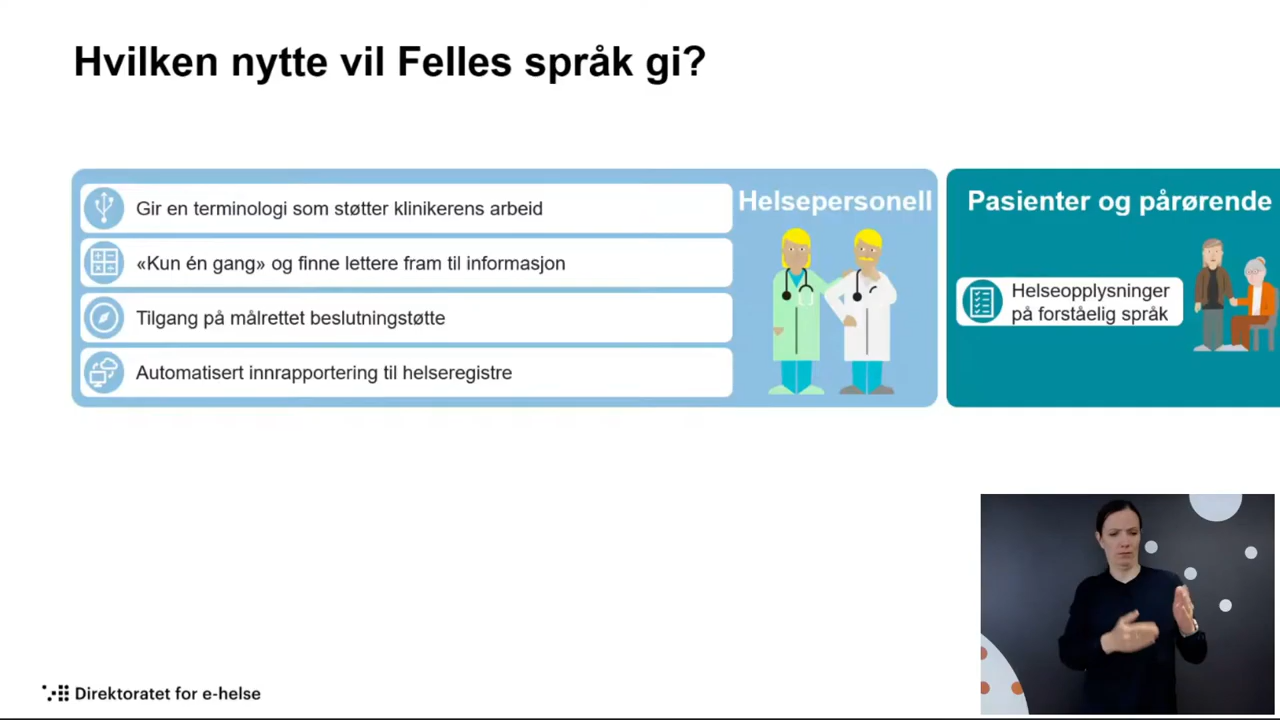 Hvilken nytte vil Felles språk gi?
Gir en terminologi som støtter klinikerens arbeid
«Kun én gang» og finne lettere fram til informasjon
Tilgang på målrettet beslutningstøtte
Automatisert innrapportering til helseregistre
Helsepersonell
Pasienter og pårørende
Helseopplysninger
på forståelig språk
Direktoratet for e-helse